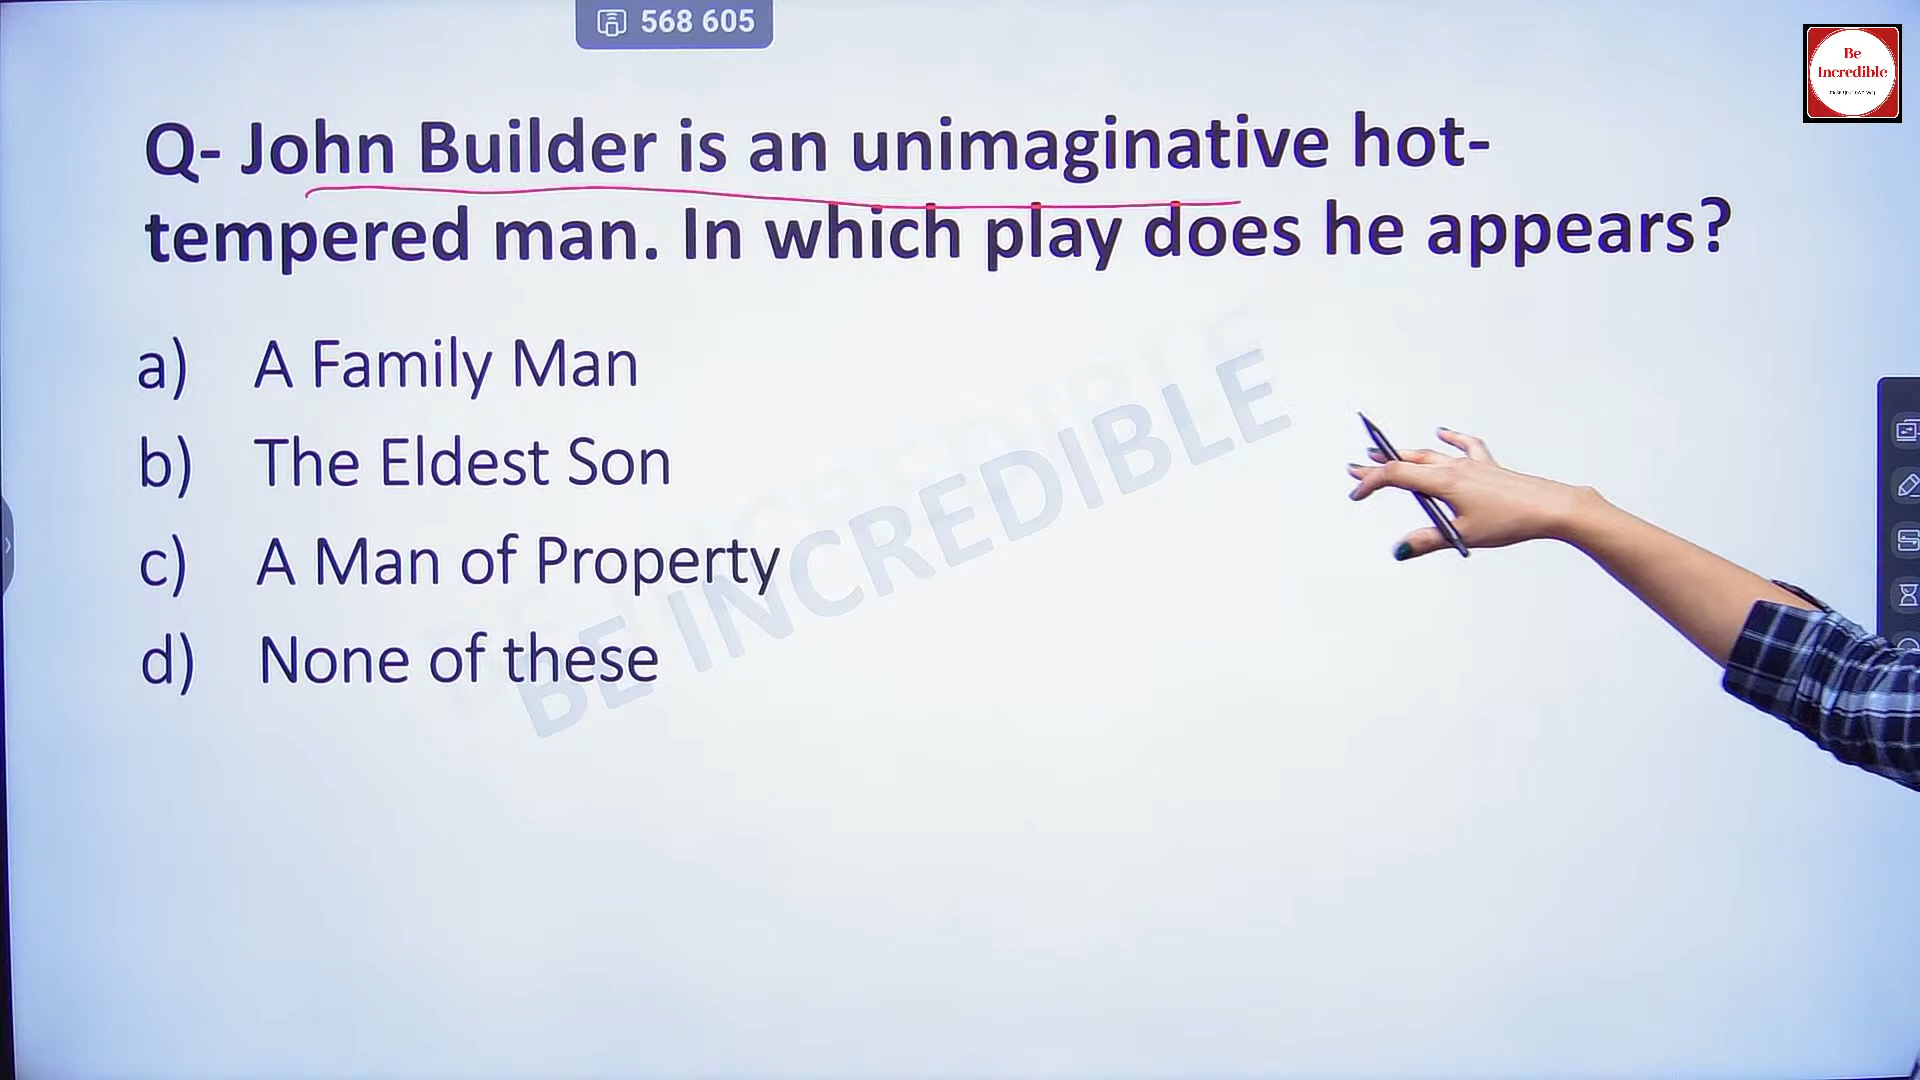 568 605
Be
Incredible
Q- John Builder is an unimaginative hot-
tempered man. In which play does he appears?
a) A Family Man
b) The Eldest Son
c) A Man of Property
d) None of these
BE INCREDIBLE